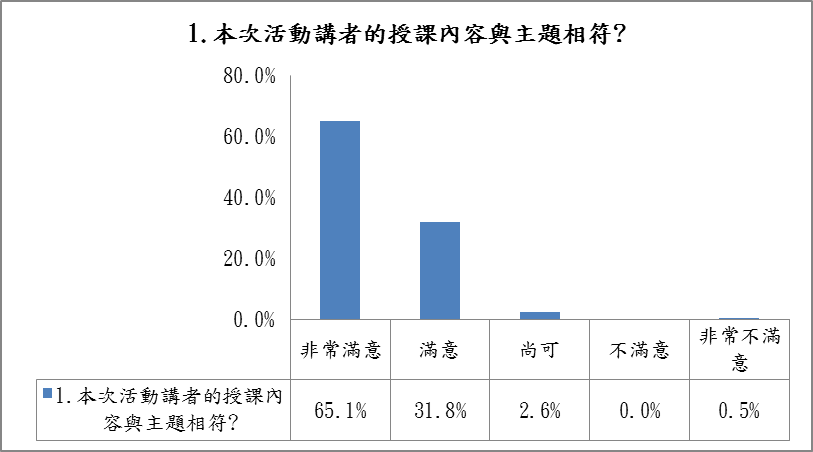 1.本次活動講者的授課內容與主題相符?
80.0%
60.0%
40.0%
20.0%
0.0%
非常滿意 滿意 尚可 不滿意 非常不滿
意
1.本次活動講者的授課內
容與主題相符?
65.1% 31.8% 2.6% 0.0% 0.5%